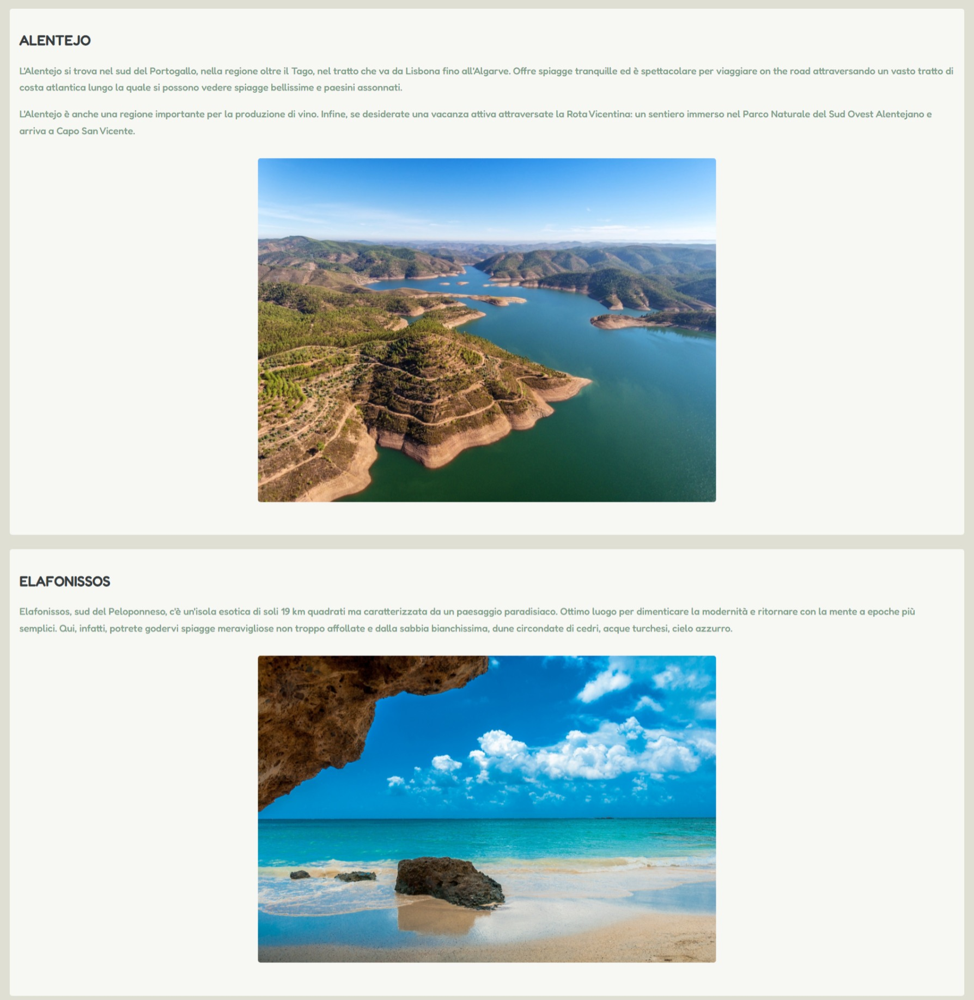 ALENTEJO
L'Alentejo si trova nel sud del Portogallo, nella regione oltre il Tago, nel tratto che va da Lisbona fino all'Algarve. Offre spiagge tranquille ed è spettacolare per viaggiare on the road attraversando un vasto tratto di
costa atlantica lungo la quale si possono vedere spiagge bellissime e paesini assonnati.
L'Alentejo è anche una regione importante per la produzione di vino. Infine, se desiderate una vacanza attiva attraversate la Rota Vicentina: un sentiero immerso nel Parco Naturale del Sud Ovest Alentejano e
arriva a Capo San Vicente.
ELAFONISSOS
Elafonissos, sud del Peloponneso, c'è un'isola esotica di soli 19 km quadrati ma caratterizzata da un paesaggio paradisiaco. Ottimo luogo per dimenticare la modernità e ritornare con la mente a epoche più
semplici. Qui, infatti, potrete godervi spiagge meravigliose non troppo affollate e dalla sabbia bianchissima, dune circondate di cedri, acque turchesi, cielo azzurro.